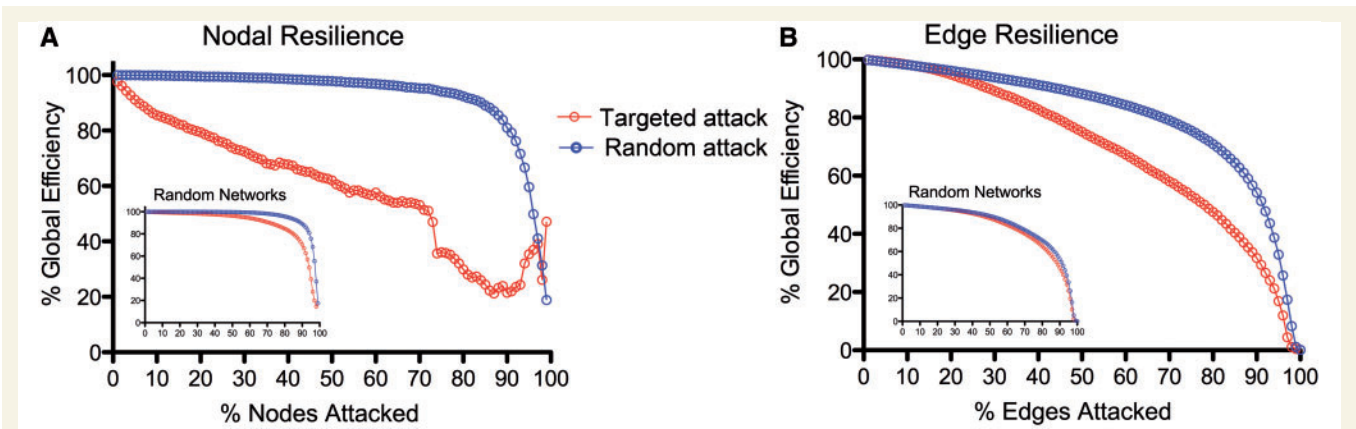 A
Nodal Resilience
% Global Efficiency
100
80
60
40
20
0
0 10 20 30 40 50 60 70 80 90 100
% Nodes Attacked
Random Networks
100
80
60
40
20
0
0 10 20 30 40 50 60 70 80 90 100
Targeted attack
Random attack
B
Edge Resilience
% Global Efficiency
100
80
60
40
20
0
0 10 20 30 40 50 60 70 80 90 100
% Edges Attacked
Random Networks
100
80
60
40
20
0
0 10 20 30 40 50 60 70 80 90 100